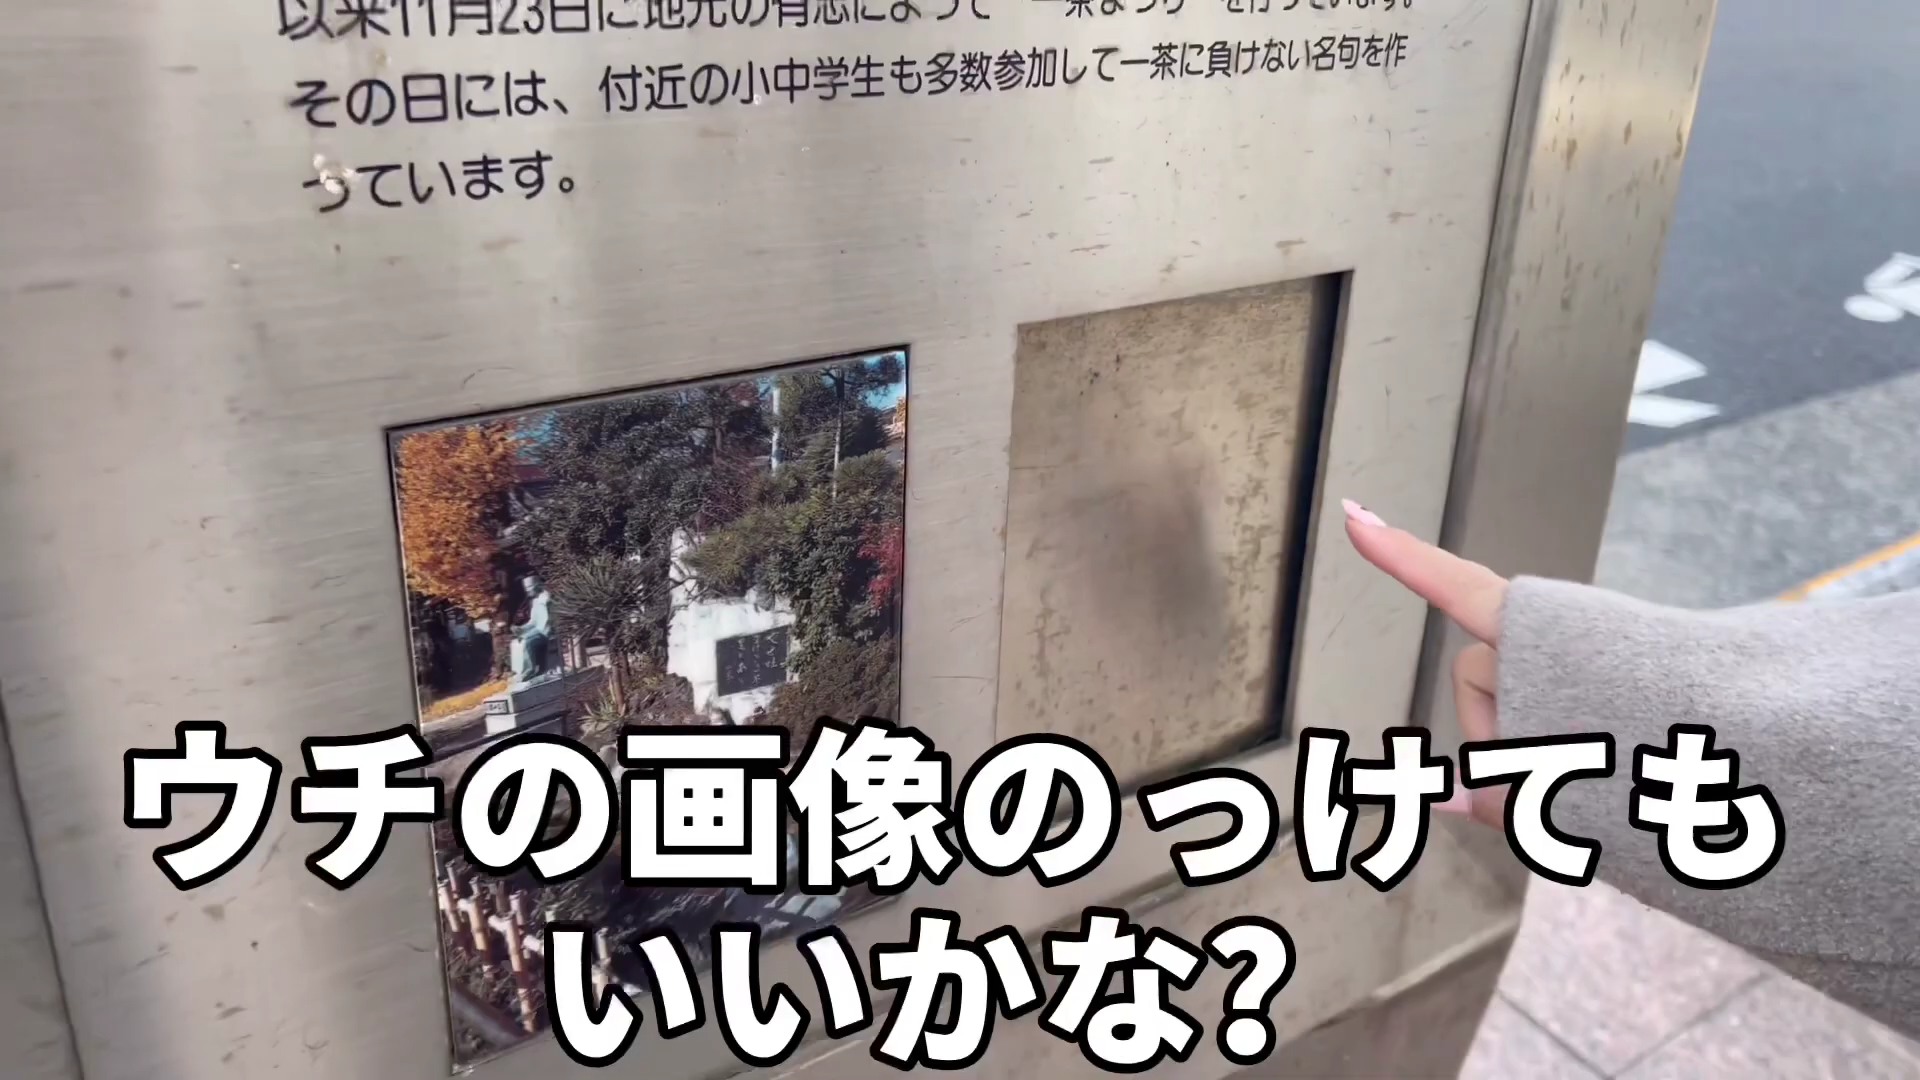 以来11月23日に地元の有志によって"一茶まつり"を行っています。
その日には、付近の小中学生も多数参加して一茶に負けない名句を作
っています。
ウチの画像のっけても
いいかな?